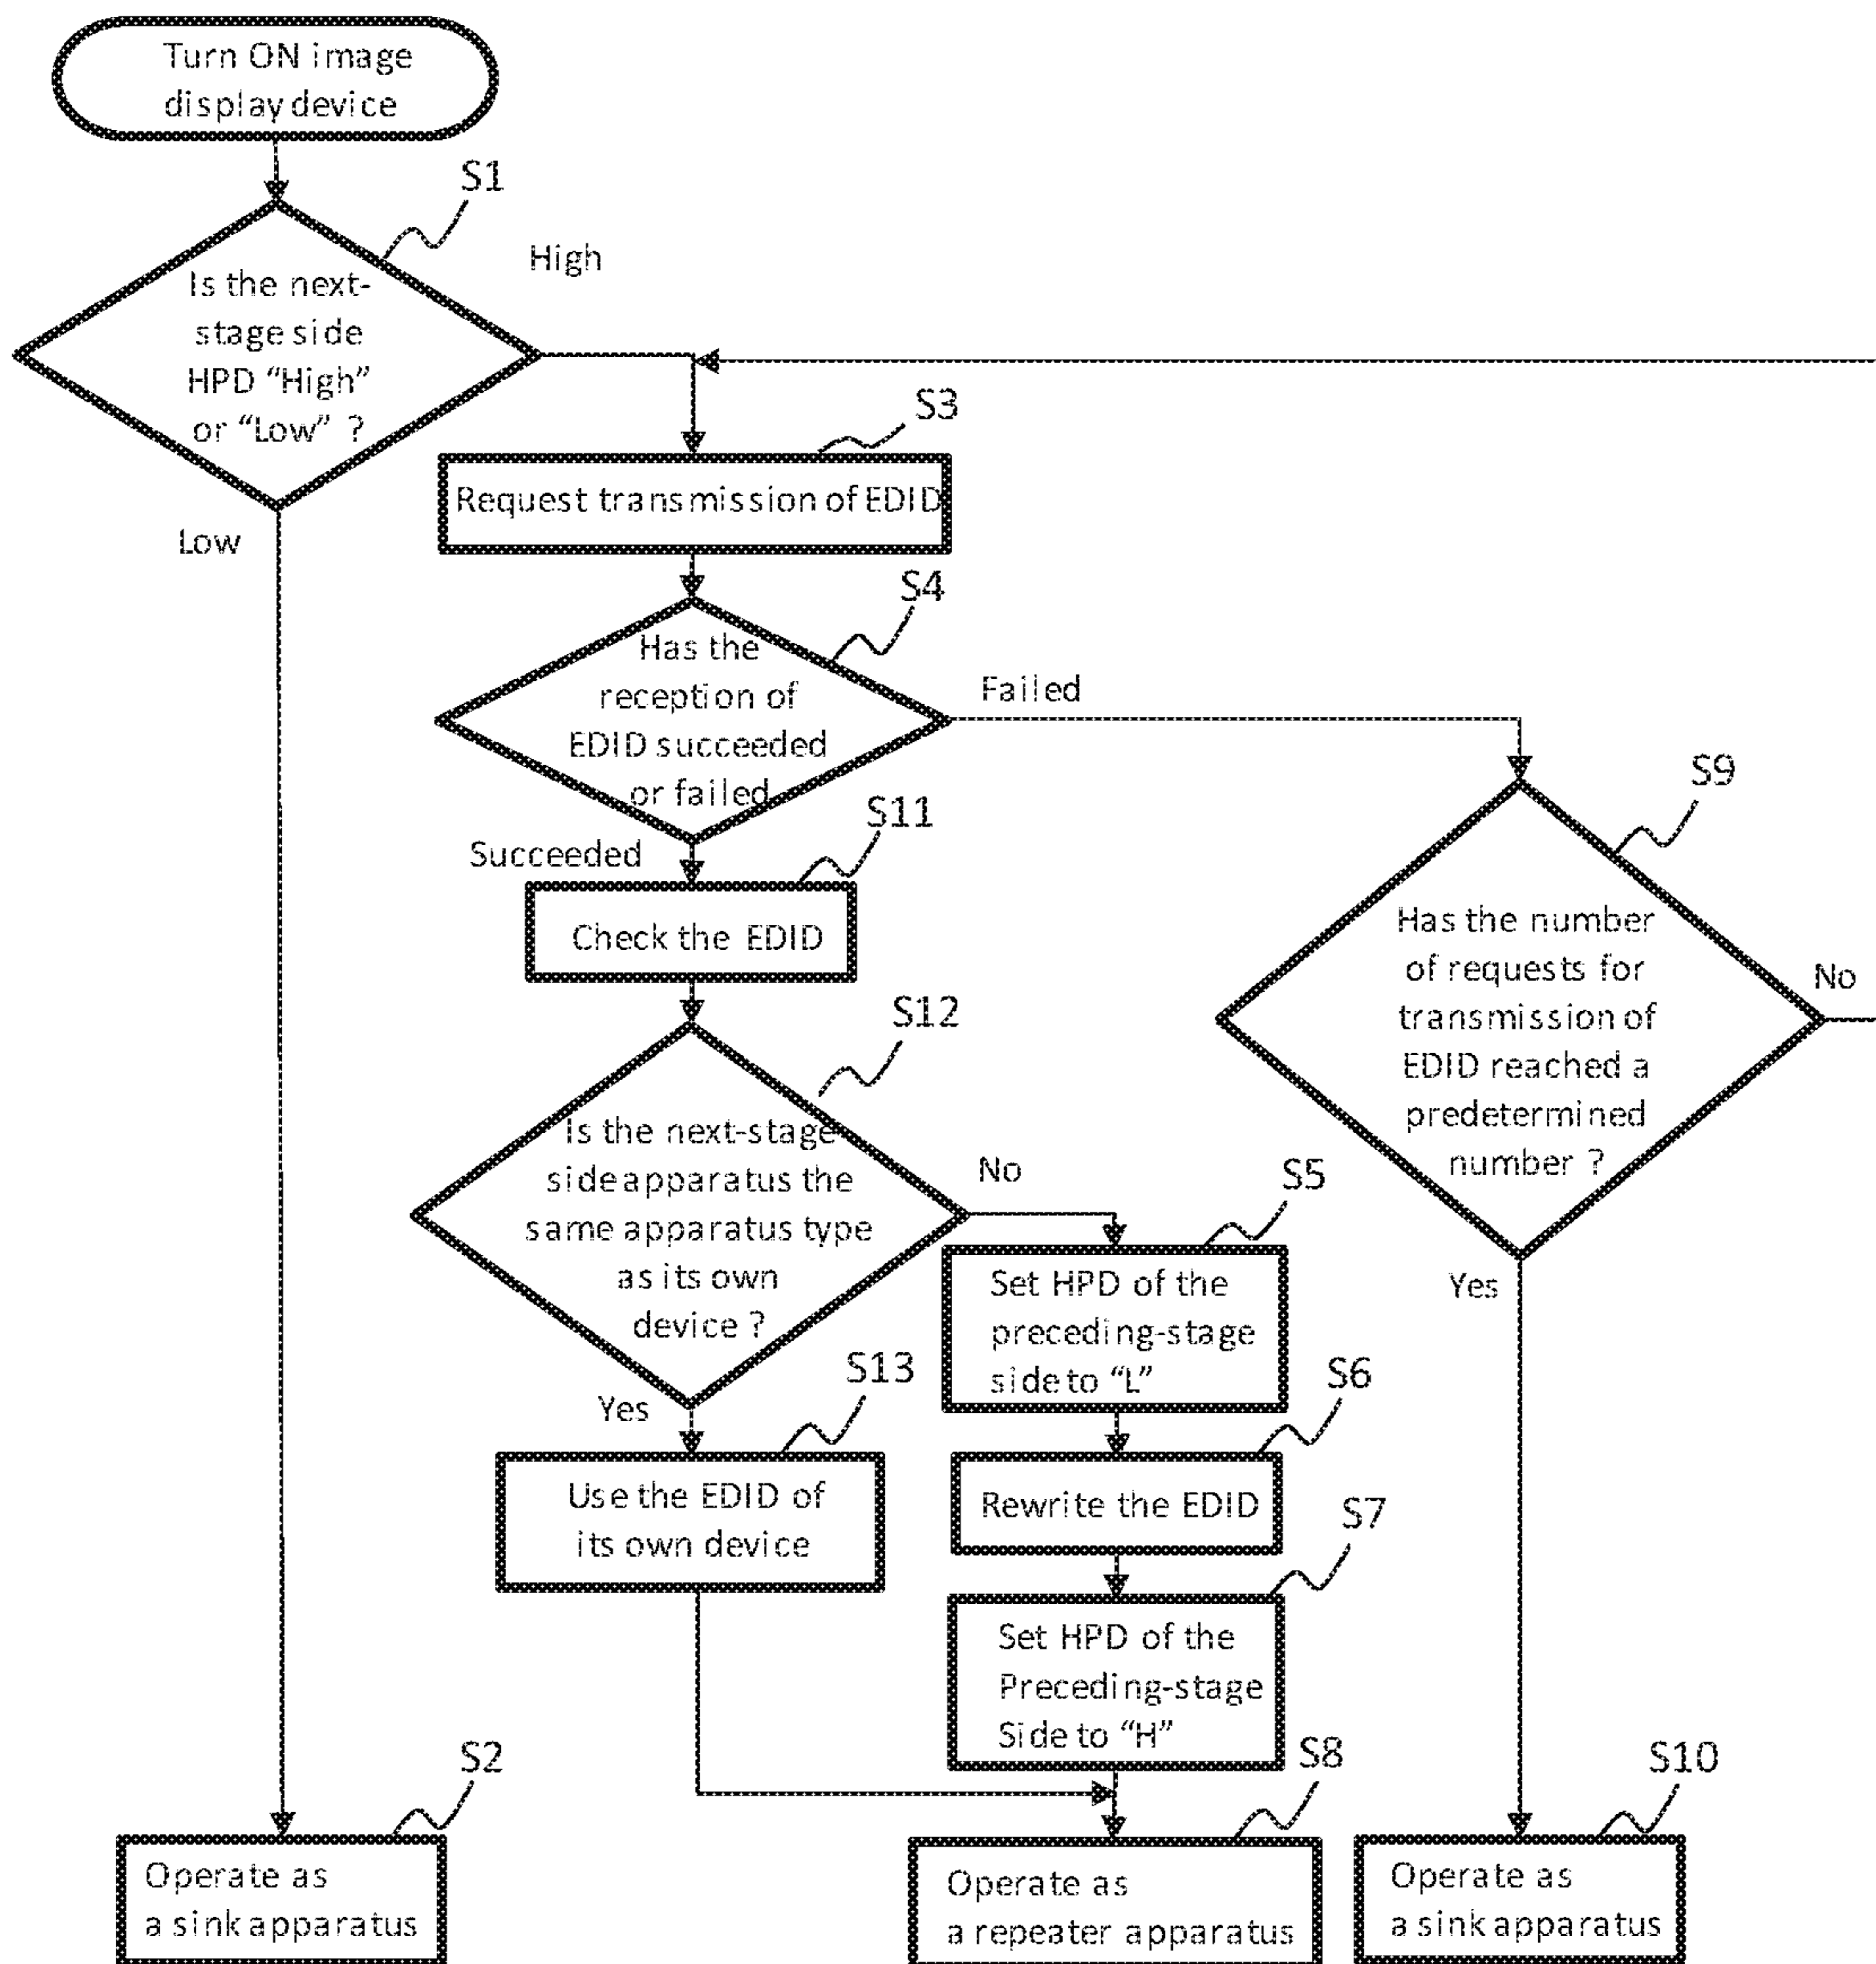 Turn ON image
display device
S1
High
Is the next-
stage side
HPD “High”
or “Low” ?
Low
S3
Request transmission of EDID
S4
Has the
reception of
EDID succeeded
or failed
Failed
Succeeded
S11
Check the EDID
S9
Has the number
of requests for
transmission of
EDID reached a
predetermined
number ?
No
Yes
S12
Is the next-stage
side apparatus the
same apparatus type
as its own
device ?
No
Yes
S5
Set HPD of the
preceding-stage
side to “L”
S13
Use the EDID of
its own device
S6
Rewrite the EDID
S7
Set HPD of the
Preceding-stage
Side to “H”
S2
Operate as
a sink apparatus
S8
Operate as
a repeater apparatus
S10
Operate as
a sink apparatus